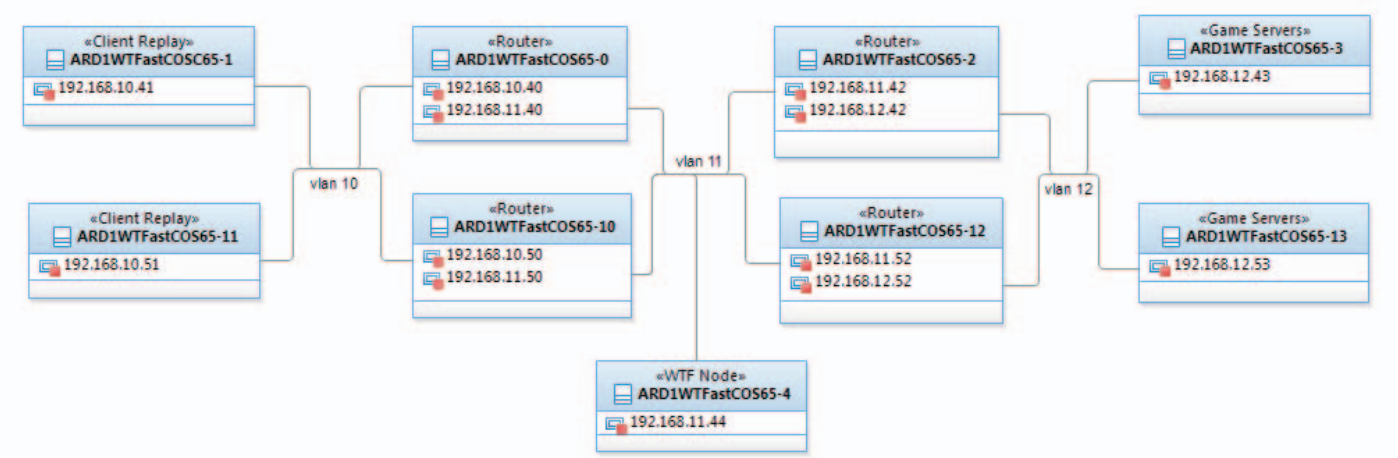 «Client Replay»
ARD1WTFastCOSC65-1
192.168.10.41
«Router»
ARD1WTFastCOS65-0
192.168.10.40
192.168.11.40
«Router»
ARD1WTFastCOS65-2
192.168.11.42
192.168.12.42
«Game Servers»
ARD1WTFastCOS65-3
192.168.12.43
vlan 10
vlan 11
vlan 12
«Client Replay»
ARD1WTFastCOS65-11
192.168.10.51
«Router»
ARD1WTFastCOS65-10
192.168.10.50
192.168.11.50
«Router»
ARD1WTFastCOS65-12
192.168.11.52
192.168.12.52
«Game Servers»
ARD1WTFastCOS65-13
192.168.12.53
«WTF Node»
ARD1WTFastCOS65-4
192.168.11.44